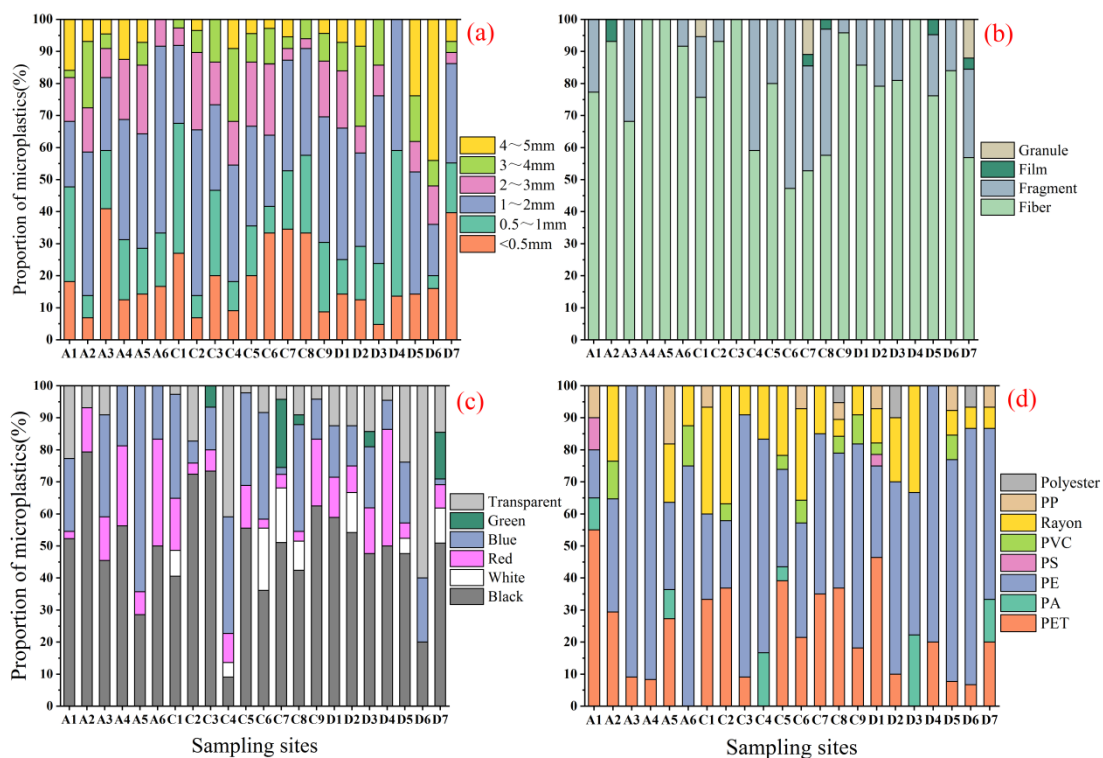 Proportion of microplastics(%)
100
90
80
70
60
50
40
30
20
10
0
(a)
4～5mm
3～4mm
2～3mm
1～2mm
0.5～1mm
<0.5mm
A1 A2 A3 A4 A5 A6 C1 C2 C3 C4 C5 C6 C7 C8 C9 D1 D2 D3 D4 D5 D6 D7
100
90
80
70
60
50
40
30
20
10
0
(b)
Granule
Film
Fragment
Fiber
A1 A2 A3 A4 A5 A6 C1 C2 C3 C4 C5 C6 C7 C8 C9 D1 D2 D3 D4 D5 D6 D7
Proportion of microplastics(%)
100
90
80
70
60
50
40
30
20
10
0
(c)
Transparent
Green
Blue
Red
White
Black
A1 A2 A3 A4 A5 A6 C1 C2 C3 C4 C5 C6 C7 C8 C9 D1 D2 D3 D4 D5 D6 D7
Sampling sites
100
90
80
70
60
50
40
30
20
10
0
(d)
Polyester
PP
Rayon
PVC
PS
PE
PA
PET
A1 A2 A3 A4 A5 A6 C1 C2 C3 C4 C5 C6 C7 C8 C9 D1 D2 D3 D4 D5 D6 D7
Sampling sites